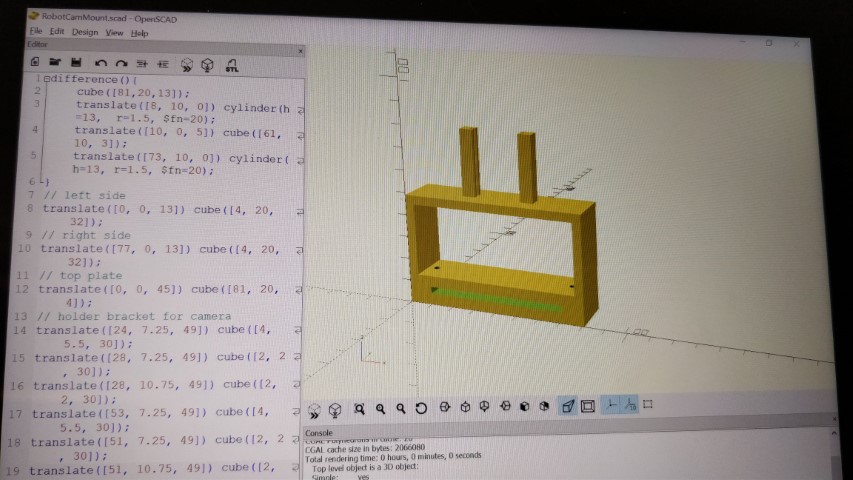 RobotCamMount.scad - OpenSCAD
File Edit Design View Help
Editor
STL
1 difference(){
2 cube([81,20,13]);
3 translate([8, 10, 0]) cylinder(h
=13, r=1.5, $fn=20);
4 translate([10, 0, 5]) cube([61,
10, 3]);
5 translate([73, 10, 0]) cylinder(
h=13, r=1.5, $fn=20);
6 }
7 // left side
8 translate([0, 0, 13]) cube([4, 20,
32]);
9 // right side
10 translate([77, 0, 13]) cube([4, 20,
32]);
11 // top plate
12 translate([0, 0, 45]) cube([81, 20,
4]);
13 // holder bracket for camera
14 translate([24, 7.25, 49]) cube([4,
5.5, 30]);
15 translate([28, 7.25, 49]) cube([2, 2
, 30]);
16 translate([28, 10.75, 49]) cube([2,
2, 30]);
17 translate([53, 7.25, 49]) cube([4,
5.5, 30]);
18 translate([51, 7.25, 49]) cube([2, 2
, 30]);
19 translate([51, 10.75, 49]) cube([2,
Console
CGAL Polyhedrons in cache: 20
CGAL cache size in bytes: 2066080
Total rendering time: 0 hours, 0 minutes, 0 seconds
Top level object is a 3D object:
Simple: yes